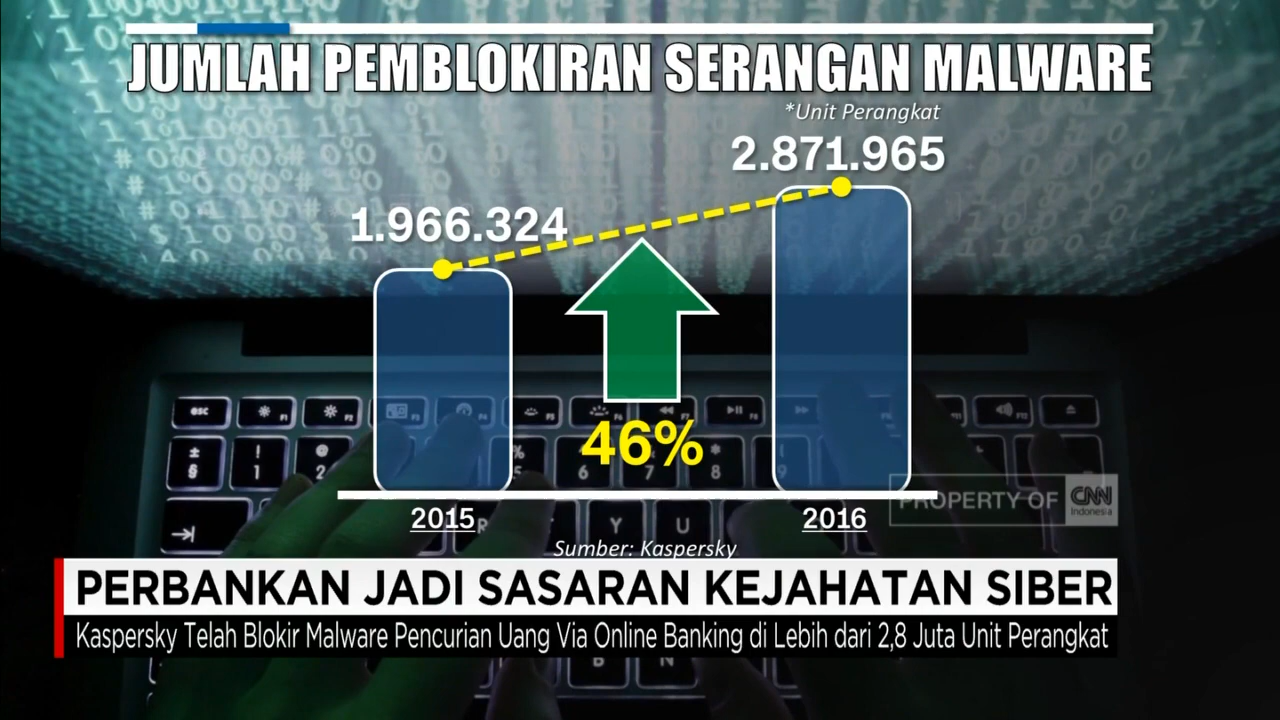 JUMLAH PEMBLOKIRAN SERANGAN MALWARE
*Unit Perangkat
2.871.965
1.966.324
46%
2015
2016
PROPERTY OF CNN Indonesia
Sumber: Kaspersky
PERBANKAN JADI SASARAN KEJAHATAN SIBER
Kaspersky Telah Blokir Malware Pencurian Uang Via Online Banking di Lebih dari 2,8 Juta Unit Perangkat